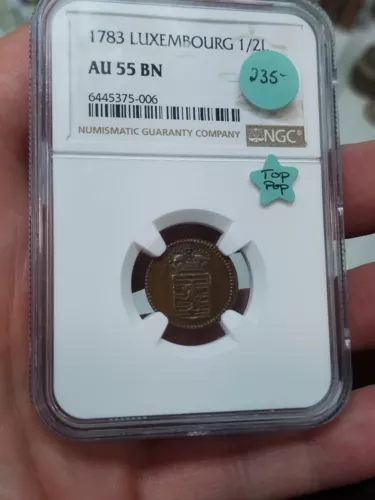 1783 LUXEMBOURG 1/2L
AU 55 BN
235-
6445375-006
NUMISMATIC GUARANTY COMPANY
NGC
Top
Pop